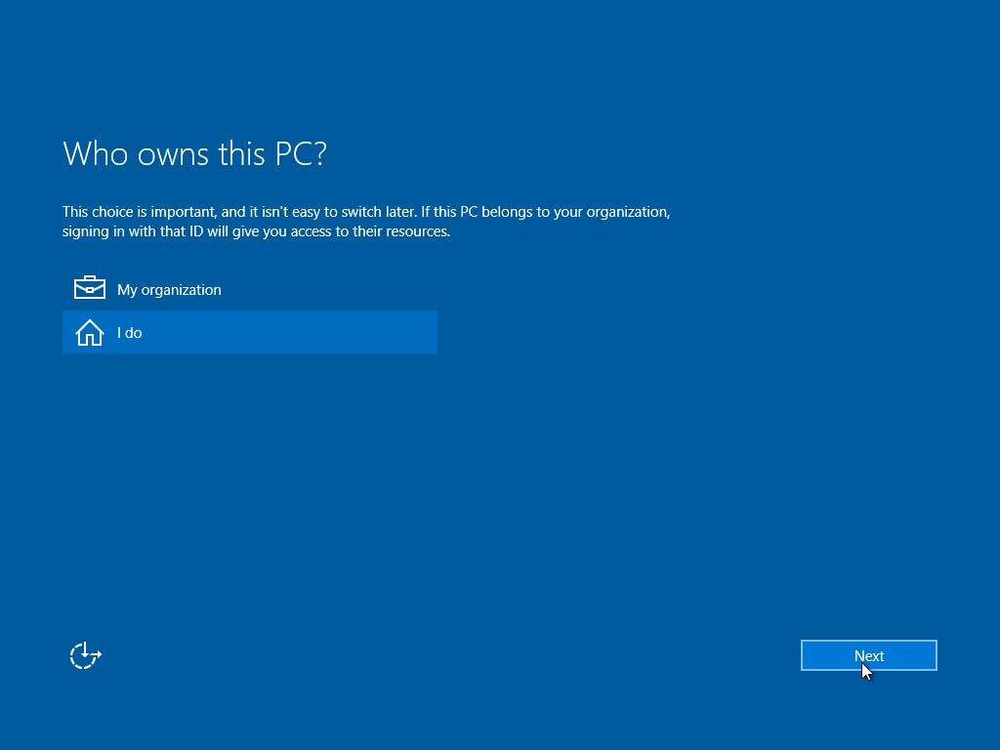 Who owns this PC?
This choice is important, and it isn't easy to switch later. If this PC belongs to your organization,
signing in with that ID will give you access to their resources.
My organization
I do
Next